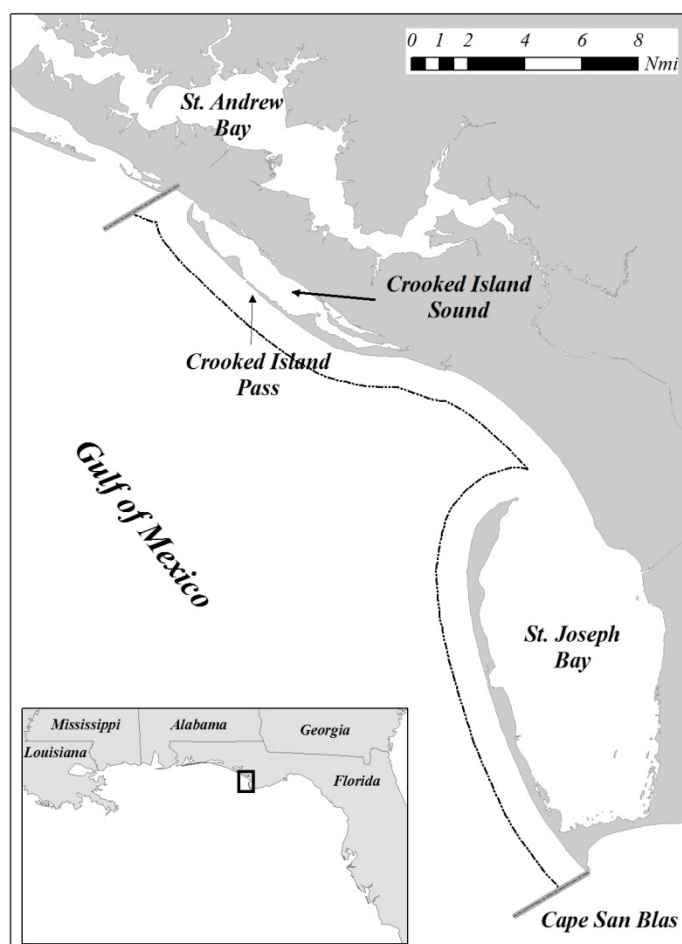 0 1 2 4 6 8
Nmi
St. Andrew
Bay
Crooked Island
Sound
Crooked Island
Pass
Gulf of Mexico
St. Joseph
Bay
Mississippi
Alabama
Georgia
Louisiana
Florida
Cape San Blas